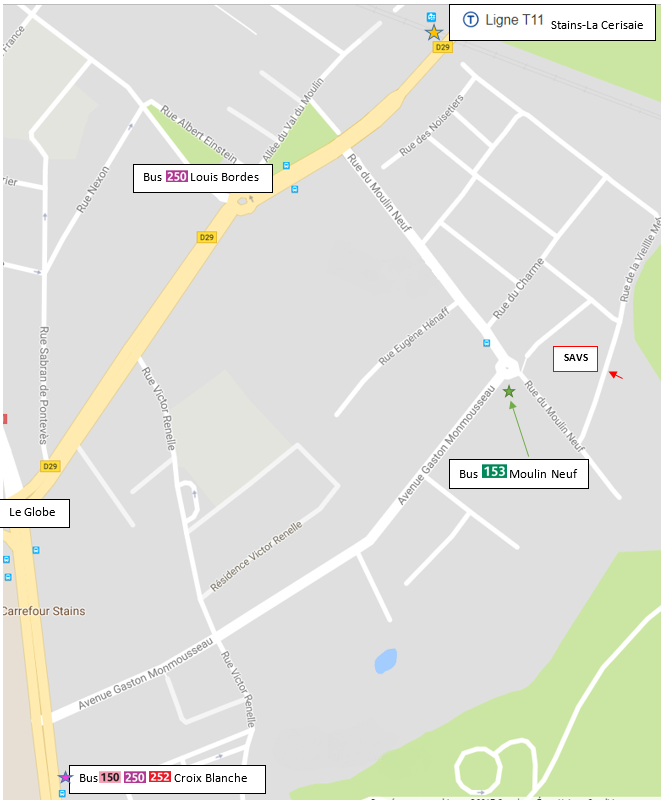 Ligne T11 Stains-La Cerisaie
D29
France
Rue Albert Einstein
Allée du Val du Moulin
Rue des Noisetiers
Rue Nexon
rier
Bus 250 Louis Bordes
Rue du Moulin Neuf
D29
Rue de la Vieillle Me
Rue du Charme
Rue Eugène Hénaff
Rue Sabran de Pontevès
SAVS
Rue Victor Renelle
Rue du Moulin Neuf
Avenue Gaston Monmousseau
D29
Bus 153 Moulin Neuf
Le Globe
Résidence Victor Renelle
Carrefour Stains
Avenue Gaston Monmousseau
Rue Victor Renelle
Bus 150 250 252 Croix Blanche